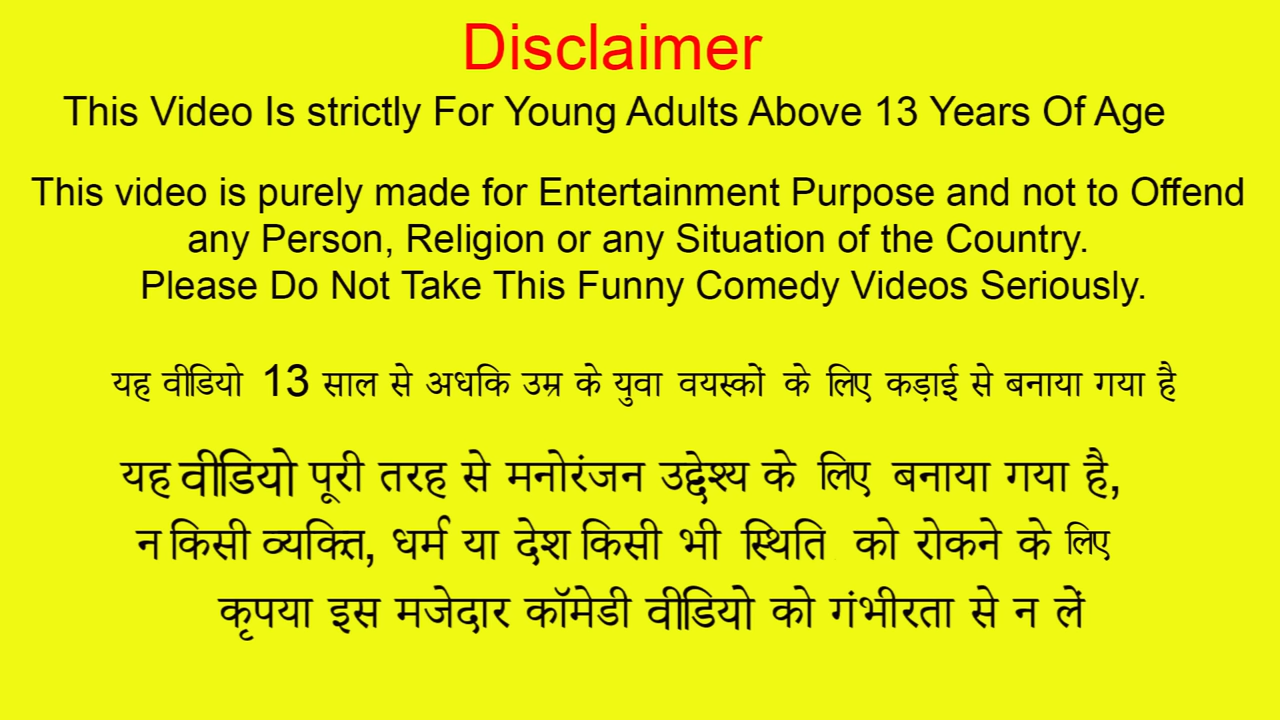 Disclaimer
This Video Is strictly For Young Adults Above 13 Years Of Age
This video is purely made for Entertainment Purpose and not to Offend
any Person, Religion or any Situation of the Country.
Please Do Not Take This Funny Comedy Videos Seriously.
यह वीडियो 13 साल से अधकि उम्र के युवा वयस्कों के लिए कड़ाई से बनाया गया है
यह वीडियो पूरी तरह से मनोरंजन उद्देश्य के लिए बनाया गया है,
न किसी व्यक्ति, धर्म या देश किसी भी स्थिति को रोकने के लिए
कृपया इस मजेदार कॉमेडी वीडियो को गंभीरता से न लें